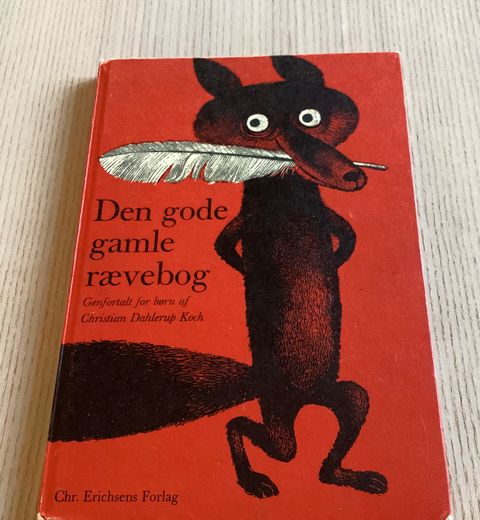 Den gode
gamle
rævebog
Genfortalt for børn af
Christian Dahlerup Koch
Chr. Erichsens Forlag